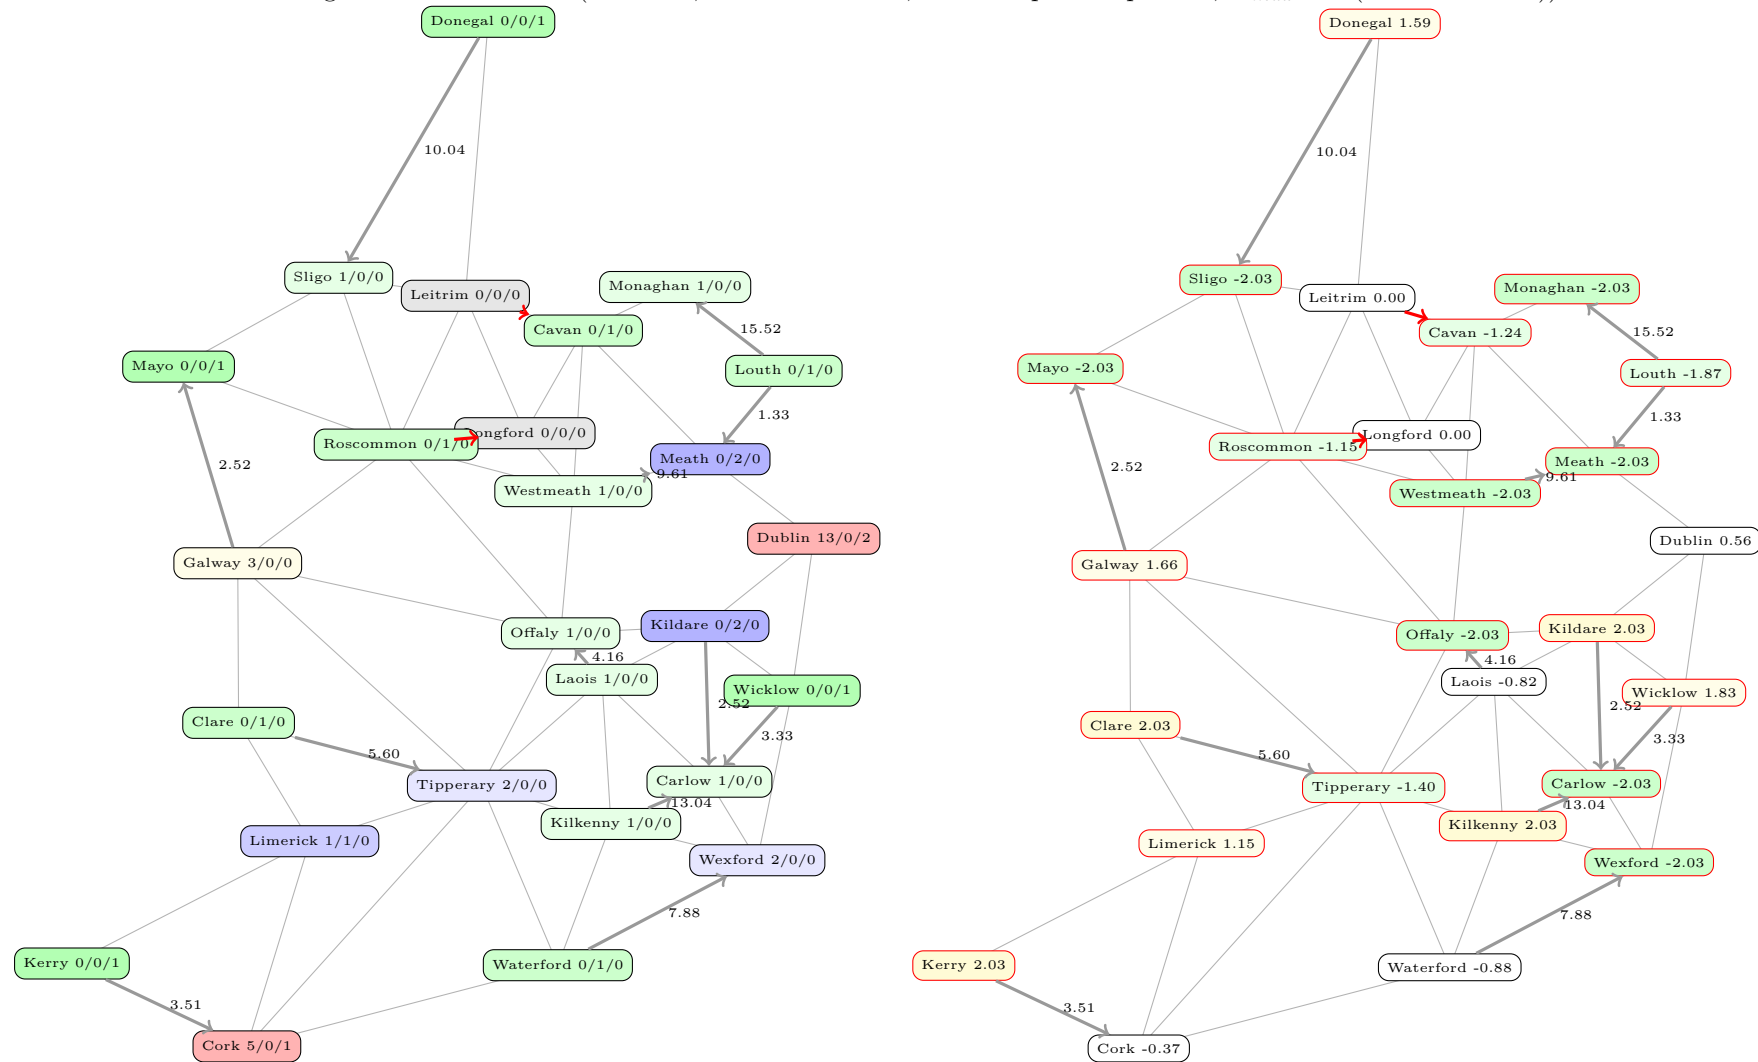 Donegal 0/0/1
10.04
Sligo 1/0/0
Leitrim 0/0/0
Monaghan 1/0/0
Cavan 0/1/0
15.52
Mayo 0/0/1
Louth 0/1/0
1.33
Roscommon 0/1/0
Longford 0/0/0
Meath 0/2/0
2.52
9.61
Westmeath 1/0/0
Dublin 13/0/2
Galway 3/0/0
Offaly 1/0/0
Kildare 0/2/0
4.16
Laois 1/0/0
Wicklow 0/0/1
2.52
Clare 0/1/0
3.33
5.60
Tipperary 2/0/0
Carlow 1/0/0
13.04
Kilkenny 1/0/0
Limerick 1/1/0
Wexford 2/0/0
7.88
Kerry 0/0/1
Waterford 0/1/0
3.51
Cork 5/0/1
Donegal 1.59
10.04
Sligo -2.03
Leitrim 0.00
Monaghan -2.03
Cavan -1.24
15.52
Mayo -2.03
Louth -1.87
1.33
Roscommon -1.15
Longford 0.00
Meath -2.03
2.52
9.61
Westmeath -2.03
Dublin 0.56
Galway 1.66
Offaly -2.03
Kildare 2.03
4.16
Laois -0.82
Wicklow 1.83
2.52
Clare 2.03
3.33
5.60
Tipperary -1.40
Carlow -2.03
13.04
Kilkenny 2.03
Limerick 1.15
Wexford -2.03
7.88
Kerry 2.03
Waterford -0.88
3.51
Cork -0.37